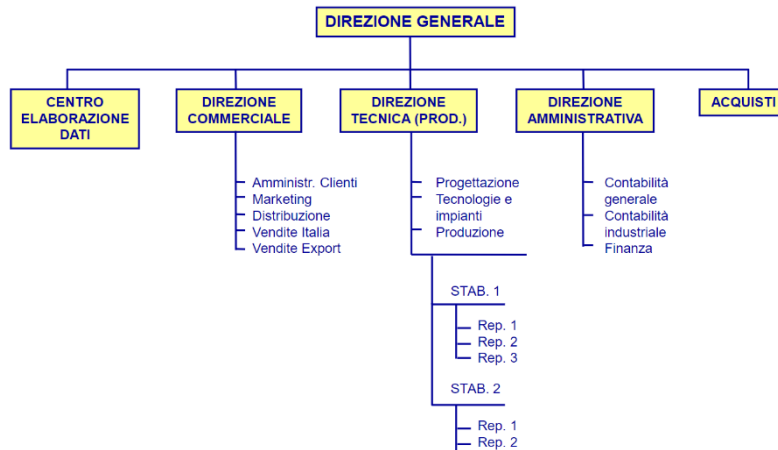 DIREZIONE GENERALE
CENTRO
ELABORAZIONE
DATI
DIREZIONE
COMMERCIALE
DIREZIONE
TECNICA (PROD.)
DIREZIONE
AMMINISTRATIVA
ACQUISTI
Amministr. Clienti
Marketing
Distribuzione
Vendite Italia
Vendite Export
Progettazione
Tecnologie e
impianti
Produzione
Contabilità
generale
Contabilità
industriale
Finanza
STAB. 1
Rep. 1
Rep. 2
Rep. 3
STAB. 2
Rep. 1
Rep. 2